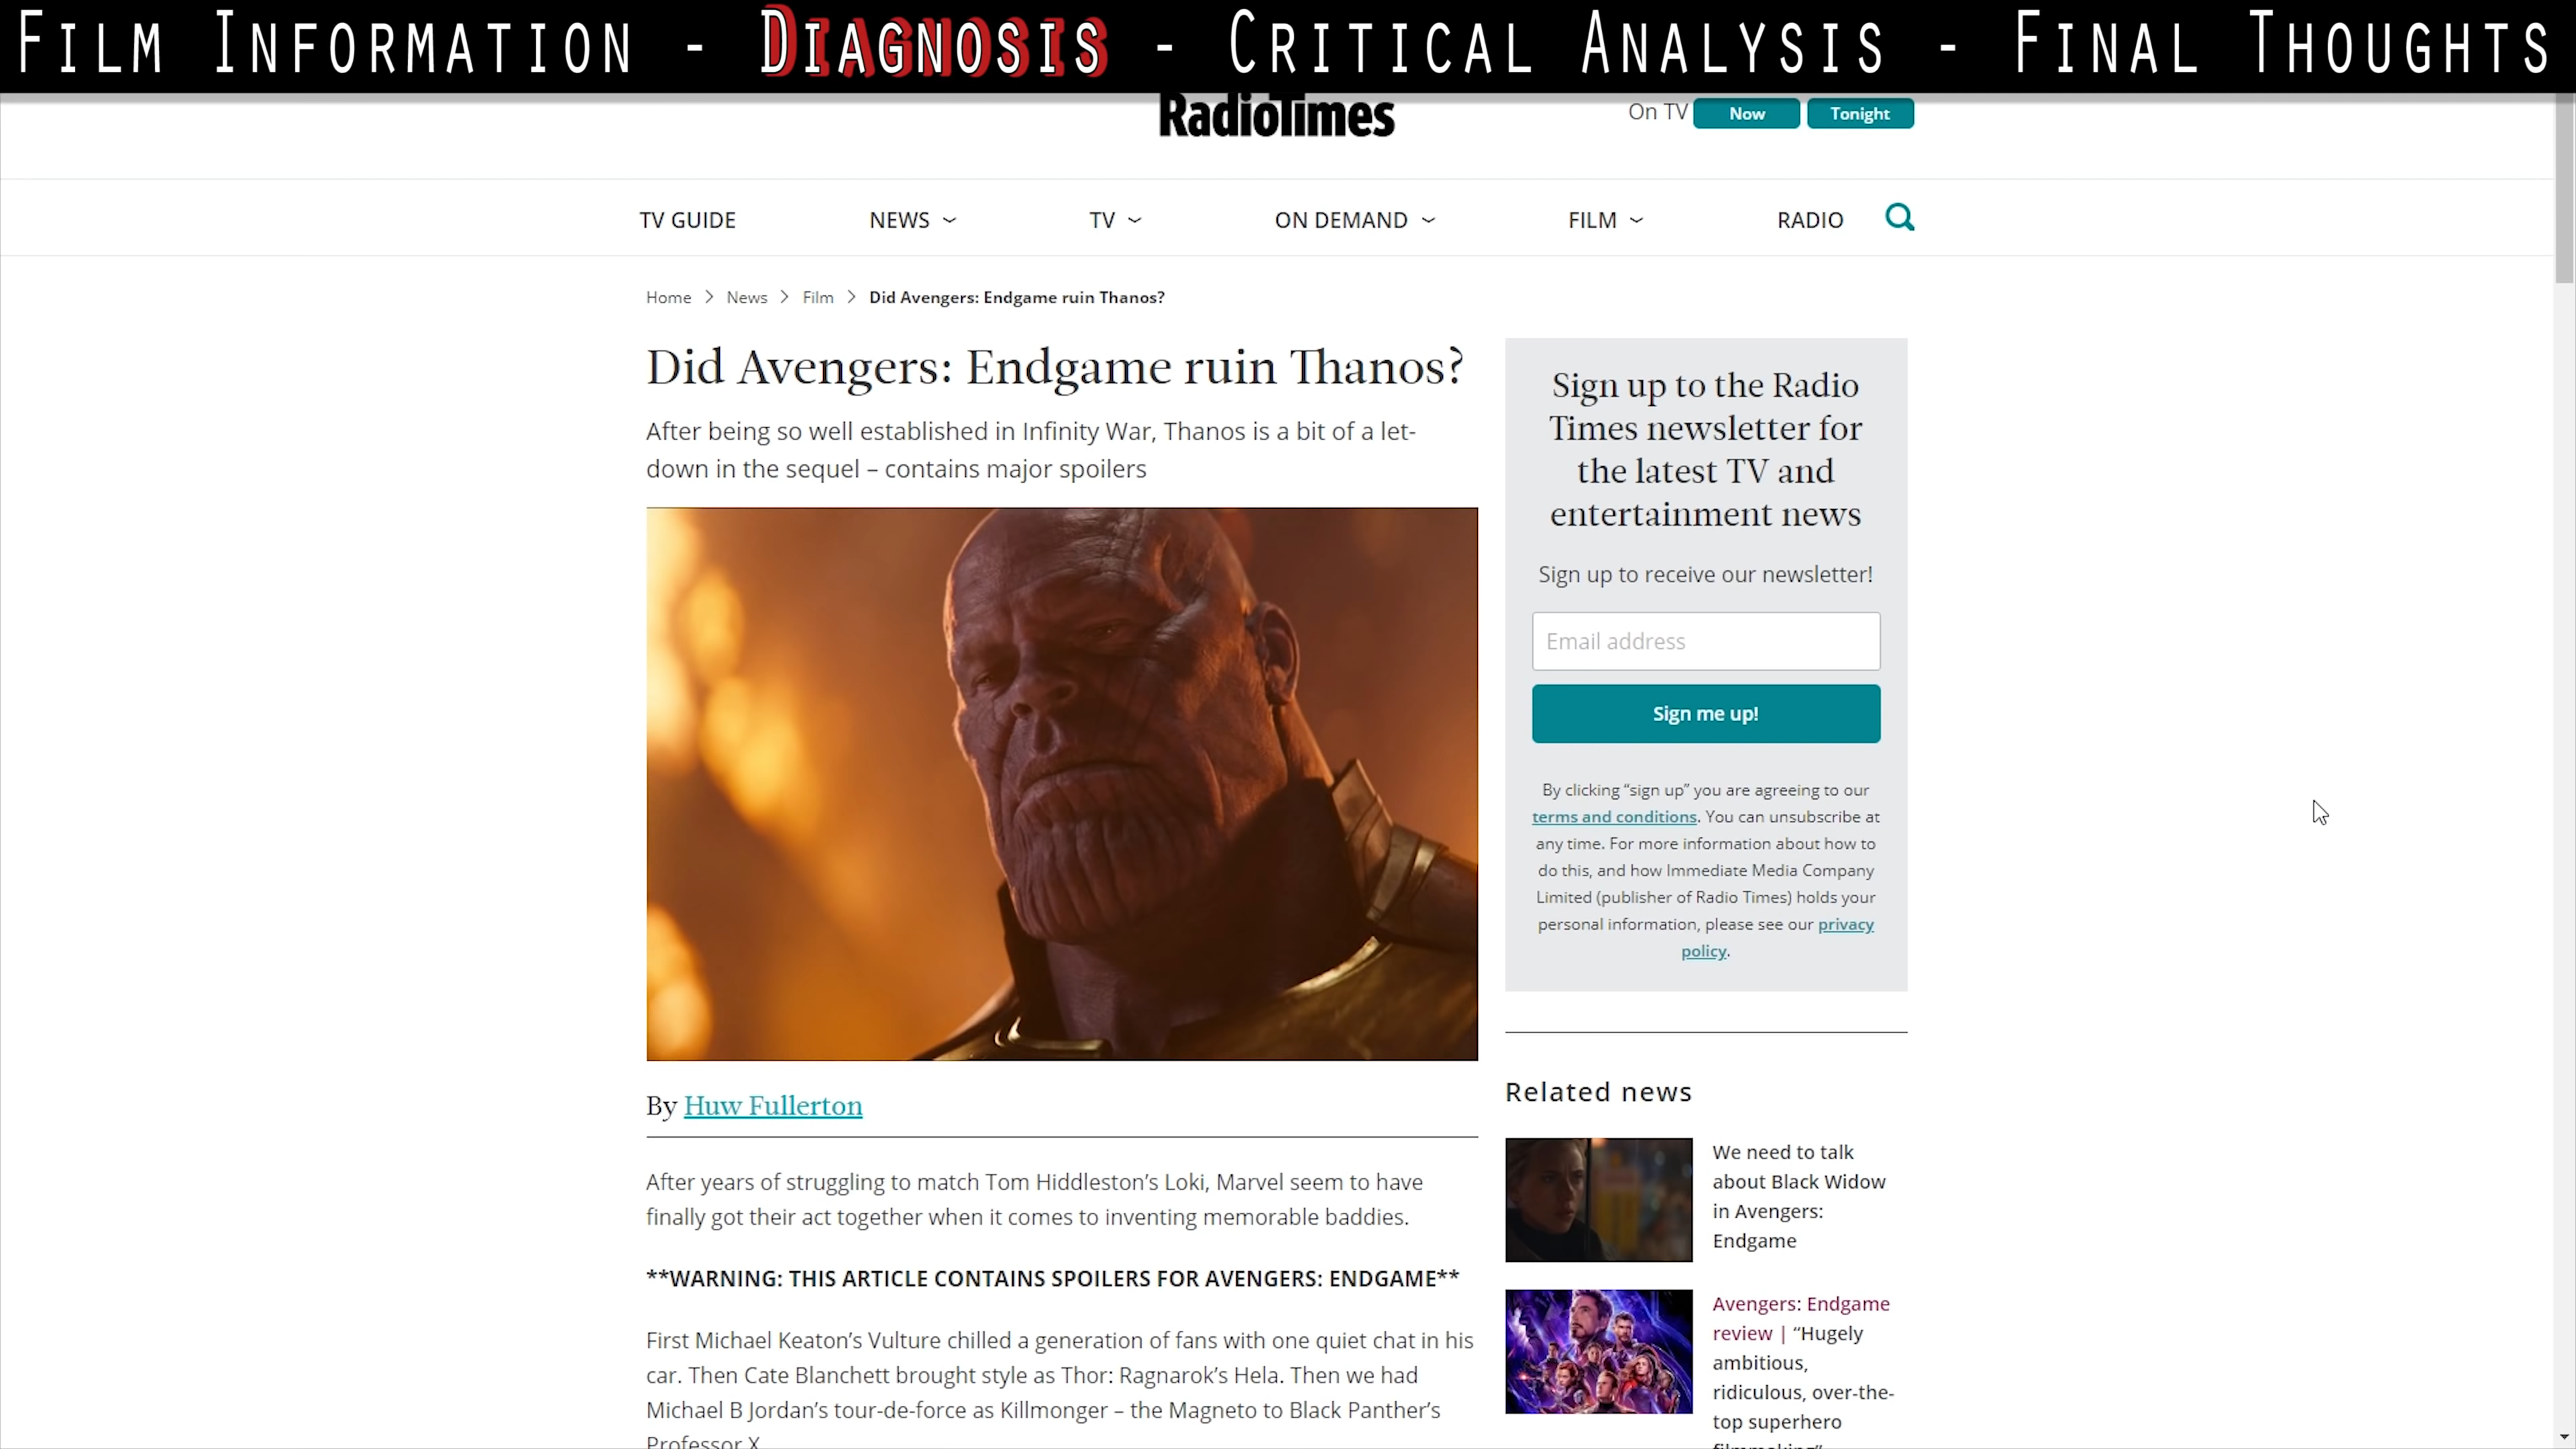 Film Information - Diagnosis - Critical Analysis - Final Thoughts
RadioTimes
On TV Now Tonight
TV GUIDE NEWS TV ON DEMAND FILM RADIO
Home > News > Film > Did Avengers: Endgame ruin Thanos?
Did Avengers: Endgame ruin Thanos?
After being so well established in Infinity War, Thanos is a bit of a let-
down in the sequel – contains major spoilers
By Huw Fullerton
After years of struggling to match Tom Hiddleston’s Loki, Marvel seem to have
finally got their act together when it comes to inventing memorable baddies.
**WARNING: THIS ARTICLE CONTAINS SPOILERS FOR AVENGERS: ENDGAME**
First Michael Keaton’s Vulture chilled a generation of fans with one quiet chat in his
car. Then Cate Blanchett brought style as Thor: Ragnarok’s Hela. Then we had
Michael B Jordan’s tour-de-force as Killmonger – the Magneto to Black Panther’s
Professor X
Sign up to the Radio
Times newsletter for
the latest TV and
entertainment news
Sign up to receive our newsletter!
Email address
Sign me up!
By clicking “sign up” you are agreeing to our
terms and conditions. You can unsubscribe at
any time. For more information about how to
do this, and how Immediate Media Company
Limited (publisher of Radio Times) holds your
personal information, please see our privacy
policy.
Related news
We need to talk
about Black Widow
in Avengers:
Endgame
Avengers: Endgame
review | “Hugely
ambitious,
ridiculous, over-the-
top superhero
filmmaking”